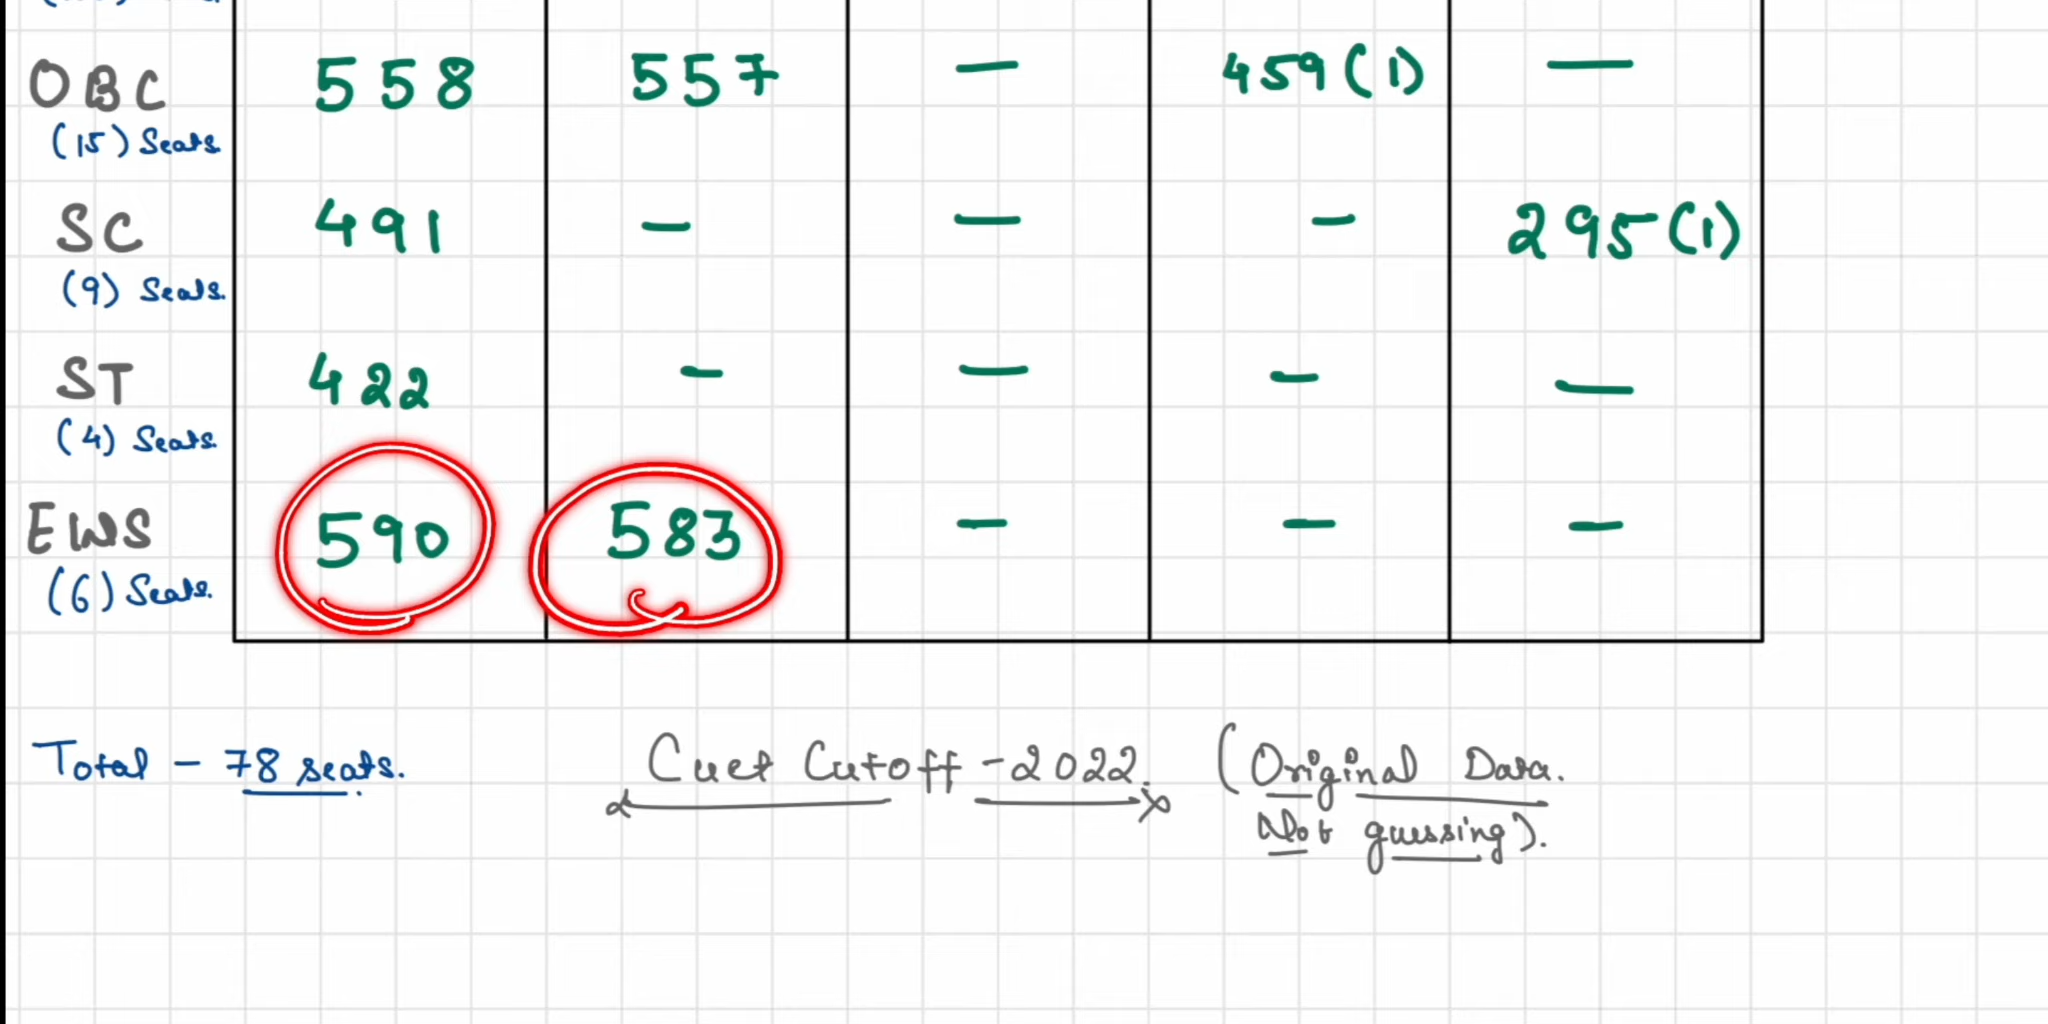 OBC 558 557 — 459(1) —
(15) Seats
SC 491 - — - 295(1)
(9) Seats.
ST 422 - — - —
(4) Seats.
EWS 590 583 - - -
(6) Seats.
Total - 78 seats. Cuet Cutoff - 2022. (Original Data.
Not guessing).